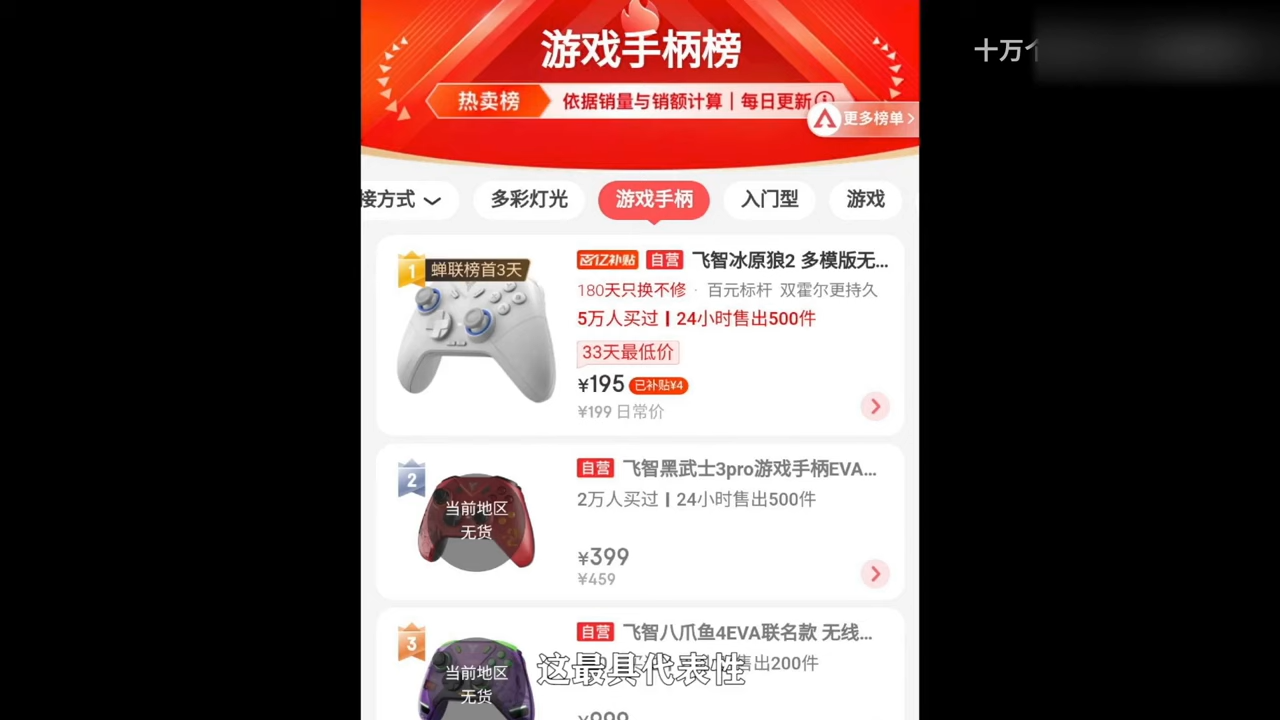 游戏手柄榜
十万个
热卖榜 依据销量与销额计算 | 每日更新
更多榜单
接方式 多彩灯光 游戏手柄 入门型 游戏
1 蝉联榜首3天
百亿补贴 自营 飞智冰原狼2 多模版无...
180天只换不修 · 百元标杆 双霍尔更持久
5万人买过 | 24小时售出500件
33天最低价
¥195 已补贴¥4
¥199 日常价
2
当前地区
无货
自营 飞智黑武士3pro游戏手柄EVA...
2万人买过 | 24小时售出500件
¥399
¥459
3
当前地区
无货
自营 飞智八爪鱼4EVA联名款 无线...
售出200件
这最具代表性